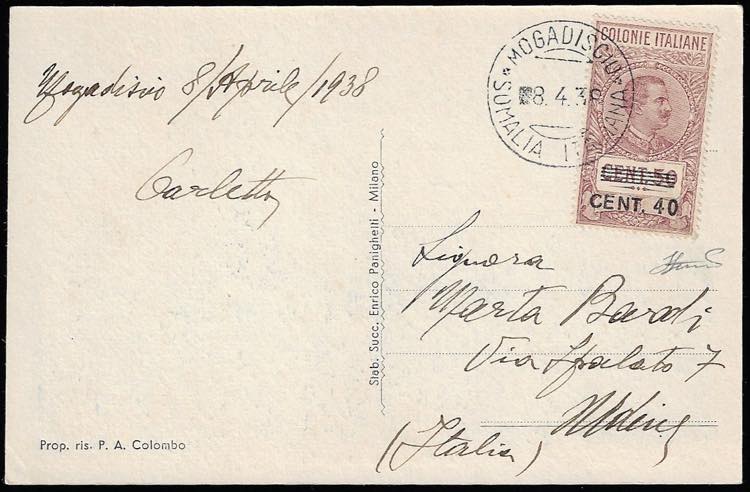 Mogadiscio 8/Aprile/1938
Carletto
Prop. ris. P. A. Colombo
Stab. Succ. Enrico Panighetti - Milano
MOGADISCIO
8.4.38
SOMALIA ITALIANA
COLONIE ITALIANE
CENT.50
CENT. 40
Signora
Marta Bardi
Via Spalato 7
Udine
(Italia)